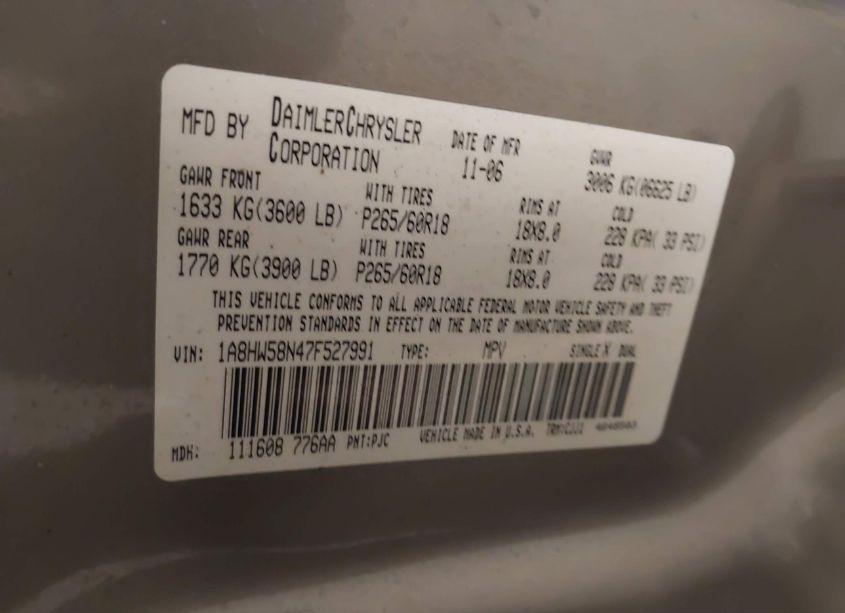 MFD BY DAIMLERCHRYSLER CORPORATION DATE OF MFR 11-06 GVWR 3006 KG(06625 LB)
GAWR FRONT WITH TIRES RIMS AT COLD
1633 KG(3600 LB) P265/60R18 18X8.0 228 KPA( 33 PSI)
GAWR REAR WITH TIRES RIMS AT COLD
1770 KG(3900 LB) P265/60R18 18X8.0 228 KPA( 33 PSI)
THIS VEHICLE CONFORMS TO ALL APPLICABLE FEDERAL MOTOR VEHICLE SAFETY AND THEFT
PREVENTION STANDARDS IN EFFECT ON THE DATE OF MANUFACTURE SHOWN ABOVE.
VIN: 1A8HW58N47F527991 TYPE: MPV SINGLE X DUAL
MDH: 111608 776AA PNT:PJC VEHICLE MADE IN U.S.A.